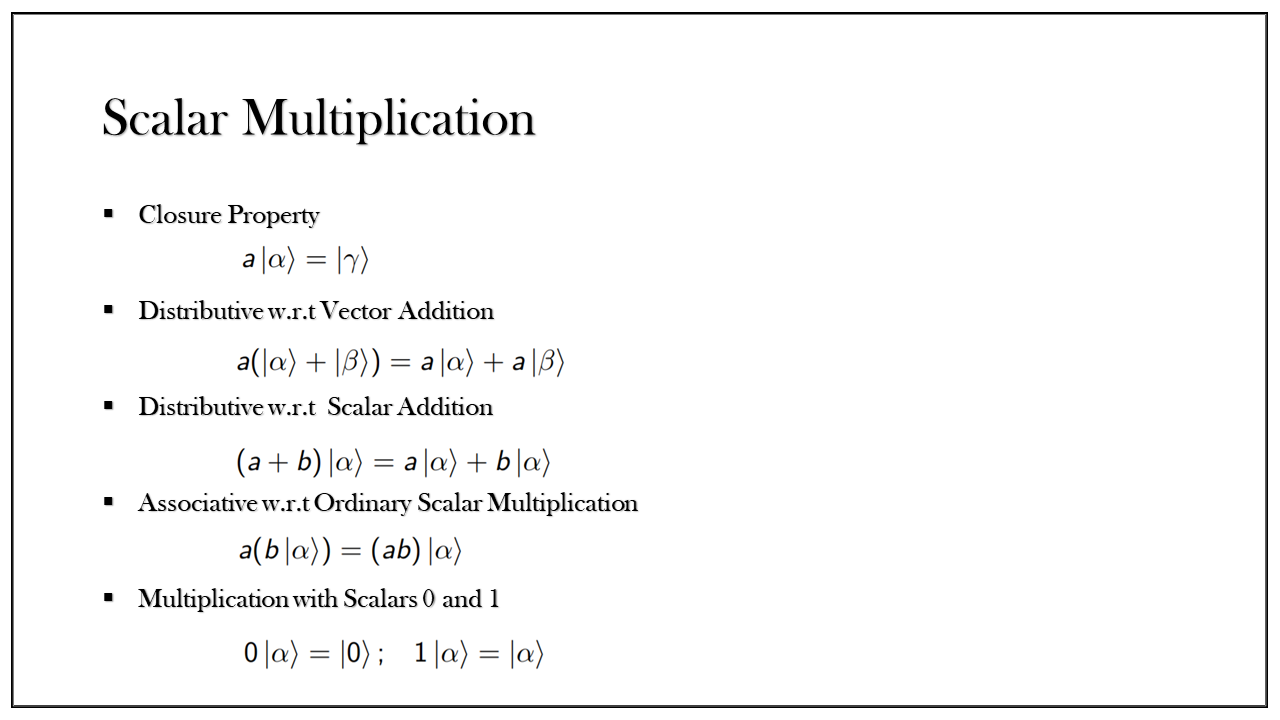 Scalar Multiplication
▪ Closure Property
a|α⟩ = |γ⟩
▪ Distributive w.r.t Vector Addition
a(|α⟩ + |β⟩) = a|α⟩ + a|β⟩
▪ Distributive w.r.t Scalar Addition
(a + b)|α⟩ = a|α⟩ + b|α⟩
▪ Associative w.r.t Ordinary Scalar Multiplication
a(b|α⟩) = (ab)|α⟩
▪ Multiplication with Scalars 0 and 1
0|α⟩ = |0⟩; 1|α⟩ = |α⟩